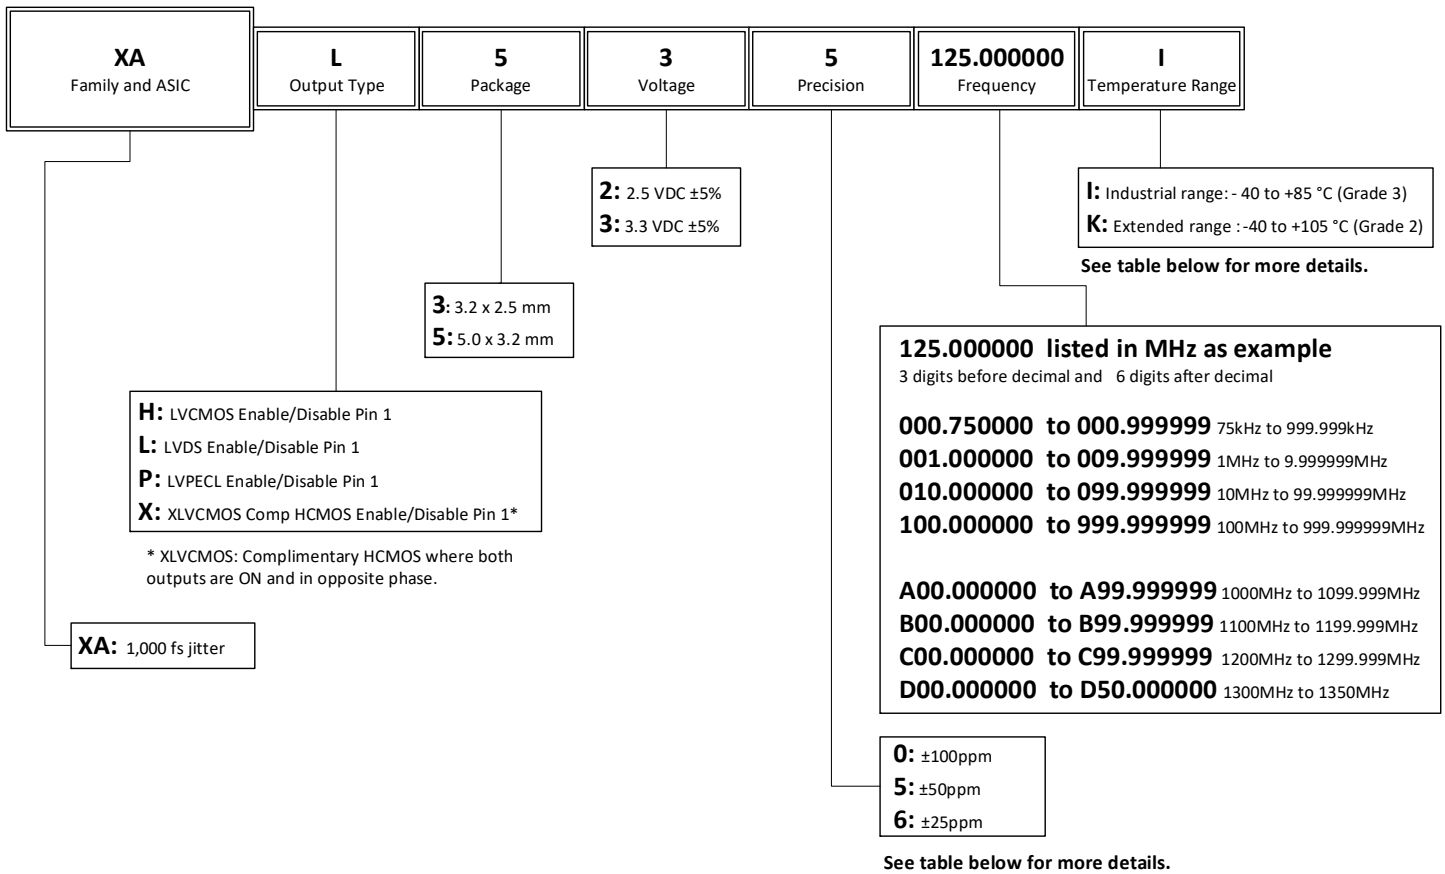 XA
Family and ASIC
L
Output Type
5
Package
3
Voltage
5
Precision
125.000000
Frequency
I
Temperature Range
2: 2.5 VDC ±5%
3: 3.3 VDC ±5%
I: Industrial range: - 40 to +85 °C (Grade 3)
K: Extended range : -40 to +105 °C (Grade 2)
See table below for more details.
3: 3.2 x 2.5 mm
5: 5.0 x 3.2 mm
125.000000 listed in MHz as example
3 digits before decimal and 6 digits after decimal
000.750000 to 000.999999 75kHz to 999.999kHz
001.000000 to 009.999999 1MHz to 9.999999MHz
010.000000 to 099.999999 10MHz to 99.999999MHz
100.000000 to 999.999999 100MHz to 999.999999MHz
A00.000000 to A99.999999 1000MHz to 1099.999MHz
B00.000000 to B99.999999 1100MHz to 1199.999MHz
C00.000000 to C99.999999 1200MHz to 1299.999MHz
D00.000000 to D50.000000 1300MHz to 1350MHz
H: LVCMOS Enable/Disable Pin 1
L: LVDS Enable/Disable Pin 1
P: LVPECL Enable/Disable Pin 1
X: XLVCMOS Comp HCMOS Enable/Disable Pin 1*
* XLVCMOS: Complimentary HCMOS where both
outputs are ON and in opposite phase.
XA: 1,000 fs jitter
0: ±100ppm
5: ±50ppm
6: ±25ppm
See table below for more details.